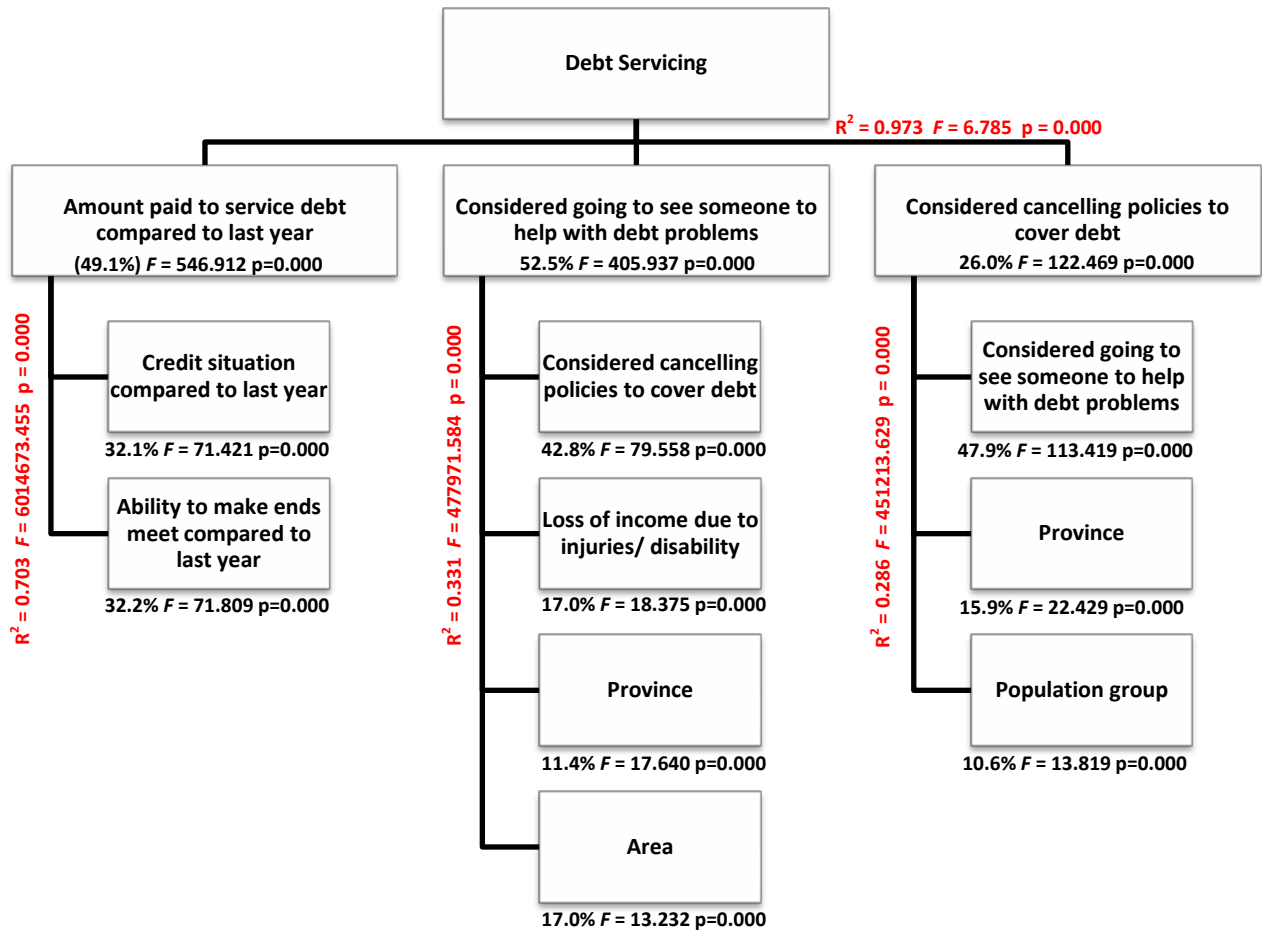 Debt Servicing
R² = 0.973 F = 6.785 p = 0.000
Amount paid to service debt
compared to last year
(49.1%) F = 546.912 p=0.000
Considered going to see someone to
help with debt problems
52.5% F = 405.937 p=0.000
Considered cancelling policies to
cover debt
26.0% F = 122.469 p=0.000
R² = 0.703 F = 6014673.455 p = 0.000
Credit situation
compared to last year
32.1% F = 71.421 p=0.000
Ability to make ends
meet compared to
last year
32.2% F = 71.809 p=0.000
R² = 0.331 F = 477971.584 p = 0.000
Considered cancelling
policies to cover debt
42.8% F = 79.558 p=0.000
Loss of income due to
injuries/ disability
17.0% F = 18.375 p=0.000
Province
11.4% F = 17.640 p=0.000
Area
17.0% F = 13.232 p=0.000
R² = 0.286 F = 451213.629 p = 0.000
Considered going to
see someone to help
with debt problems
47.9% F = 113.419 p=0.000
Province
15.9% F = 22.429 p=0.000
Population group
10.6% F = 13.819 p=0.000